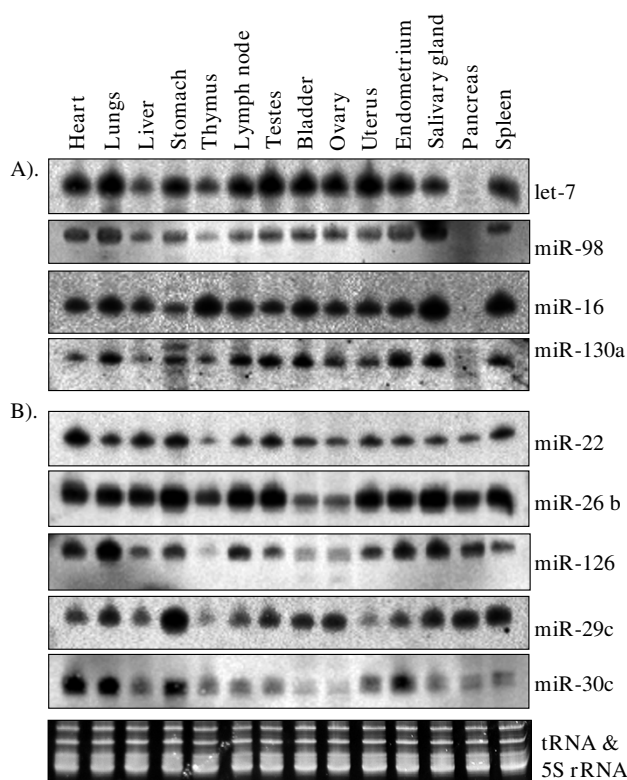 Heart
Lungs
Liver
Stomach
Thymus
Lymph node
Testes
Bladder
Ovary
Uterus
Endometrium
Salivary gland
Pancreas
Spleen
A).
let-7
miR-98
miR-16
miR-130a
B).
miR-22
miR-26 b
miR-126
miR-29c
miR-30c
tRNA &
5S rRNA